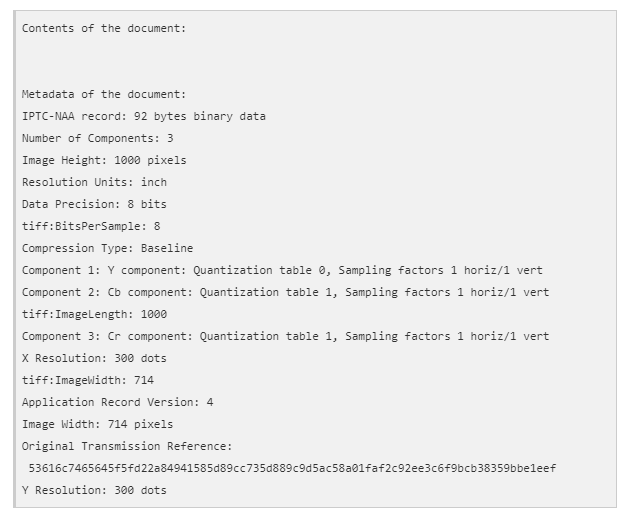 Contents of the document:
Metadata of the document:
IPTC-NAA record: 92 bytes binary data
Number of Components: 3
Image Height: 1000 pixels
Resolution Units: inch
Data Precision: 8 bits
tiff:BitsPerSample: 8
Compression Type: Baseline
Component 1: Y component: Quantization table 0, Sampling factors 1 horiz/1 vert
Component 2: Cb component: Quantization table 1, Sampling factors 1 horiz/1 vert
tiff:ImageLength: 1000
Component 3: Cr component: Quantization table 1, Sampling factors 1 horiz/1 vert
X Resolution: 300 dots
tiff:ImageWidth: 714
Application Record Version: 4
Image Width: 714 pixels
Original Transmission Reference:
53616c7465645f5fd22a84941585d89cc735d889c9d5ac58a01faf2c92ee3c6f9bcb38359bbe1eef
Y Resolution: 300 dots